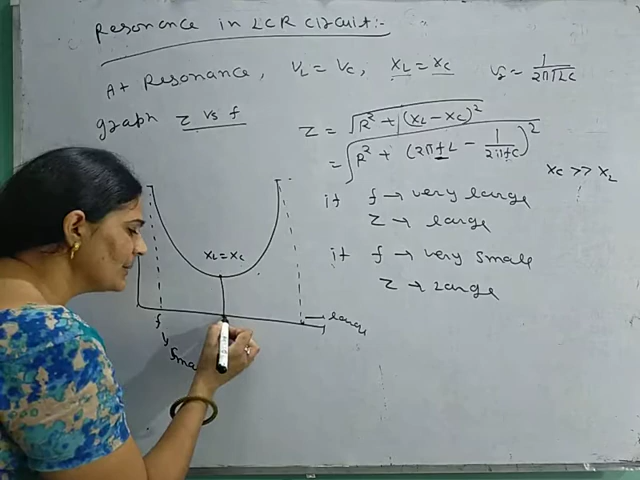 Resonance in LCR circuit:-
At Resonance, VL = VC, XL = XC
graph Z vs f
Z = √R² + (XL - XC)²
= √R² + (2πfL - 1/2πfC)²
XC >> XL
if f → very large
Z → large
if f → very small
Z → Large
XL = XC
large
f
↓